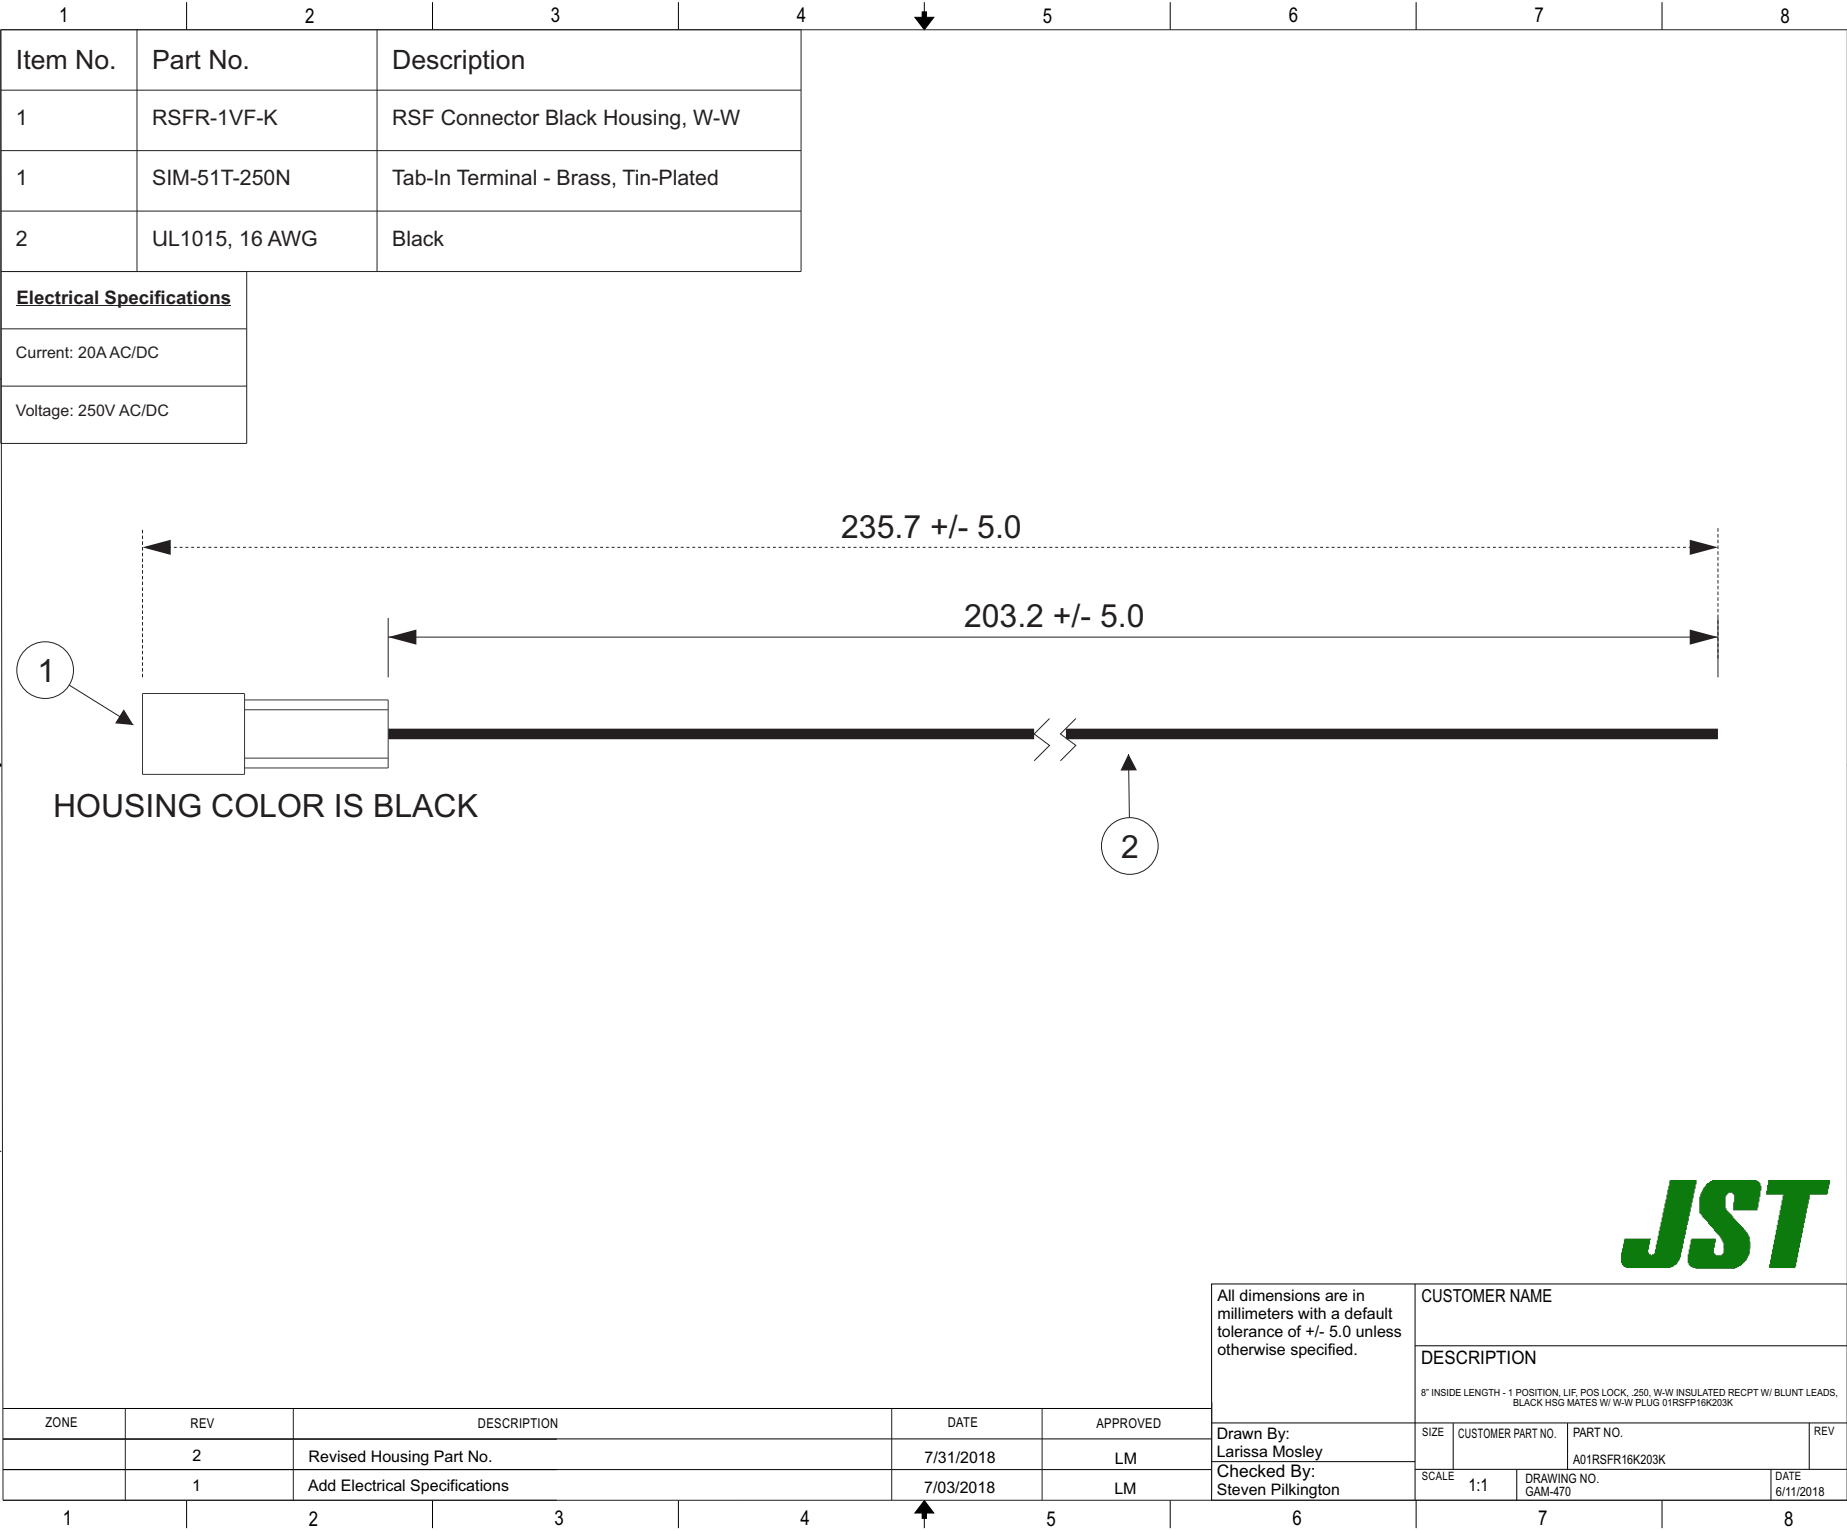 1 2 3 4 5 6 7 8
Item No. Part No. Description
1 RSFR-1VF-K RSF Connector Black Housing, W-W
1 SIM-51T-250N Tab-In Terminal - Brass, Tin-Plated
2 UL1015, 16 AWG Black
Electrical Specifications
Current: 20A AC/DC
Voltage: 250V AC/DC
235.7 +/- 5.0
203.2 +/- 5.0
1
HOUSING COLOR IS BLACK
2
JST
All dimensions are in
millimeters with a default
tolerance of +/- 5.0 unless
otherwise specified.
CUSTOMER NAME
DESCRIPTION
8" INSIDE LENGTH - 1 POSITION, LIF, POS LOCK, .250, W-W INSULATED RECPT W/ BLUNT LEADS,
BLACK HSG MATES W/ W-W PLUG 01RSFP16K203K
ZONE REV DESCRIPTION DATE APPROVED
2 Revised Housing Part No. 7/31/2018 LM
1 Add Electrical Specifications 7/03/2018 LM
Drawn By:
Larissa Mosley
Checked By:
Steven Pilkington
SIZE CUSTOMER PART NO. PART NO. REV
A01RSFR16K203K
SCALE 1:1 DRAWING NO. DATE
GAM-470 6/11/2018
1 2 3 4 5 6 7 8